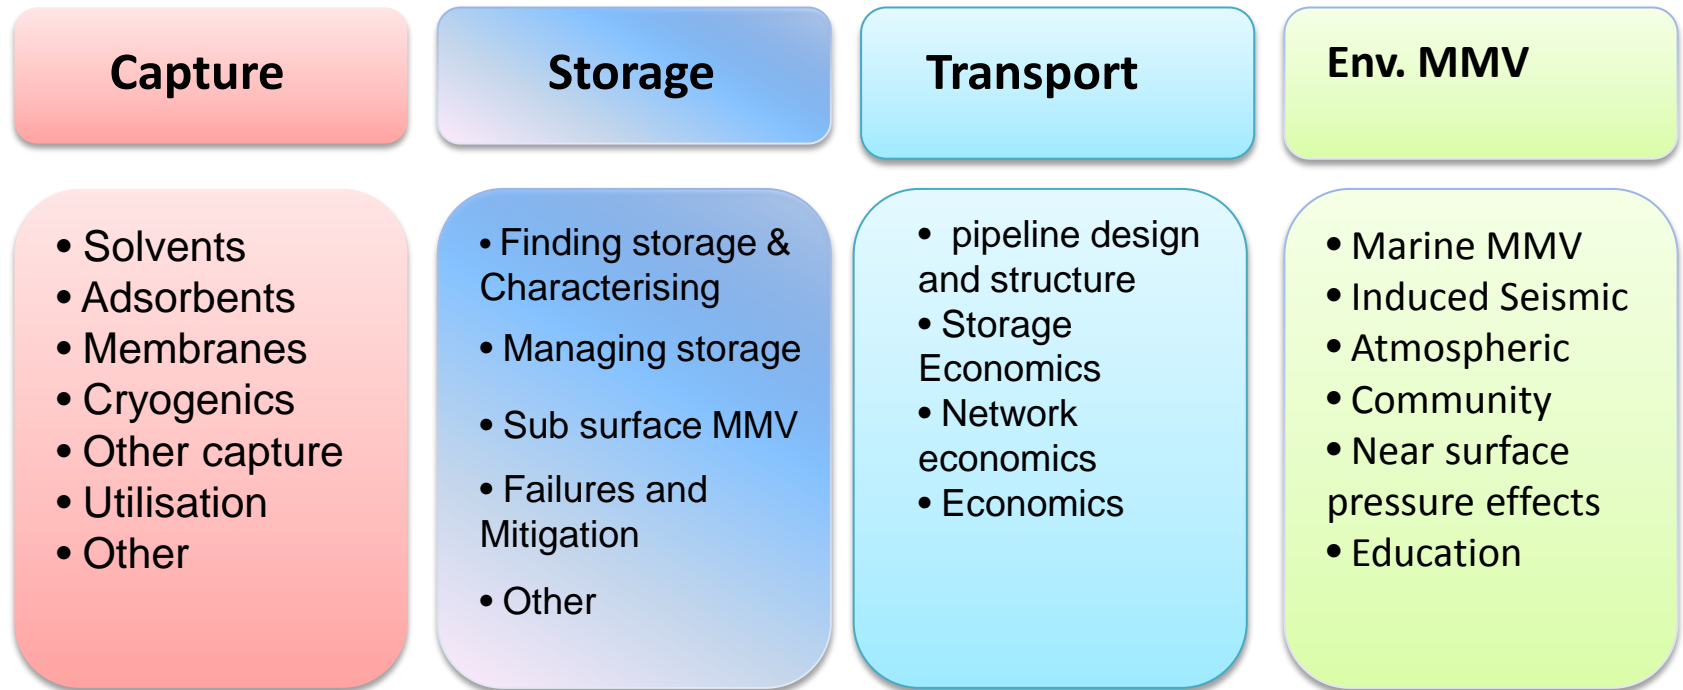 Capture
Storage
Transport
Env. MMV
• Solvents
• Adsorbents
• Membranes
• Cryogenics
• Other capture
• Utilisation
• Other
• Finding storage &
Characterising
• Managing storage
• Sub surface MMV
• Failures and
Mitigation
• Other
• pipeline design
and structure
• Storage
Economics
• Network
economics
• Economics
• Marine MMV
• Induced Seismic
• Atmospheric
• Community
• Near surface
pressure effects
• Education